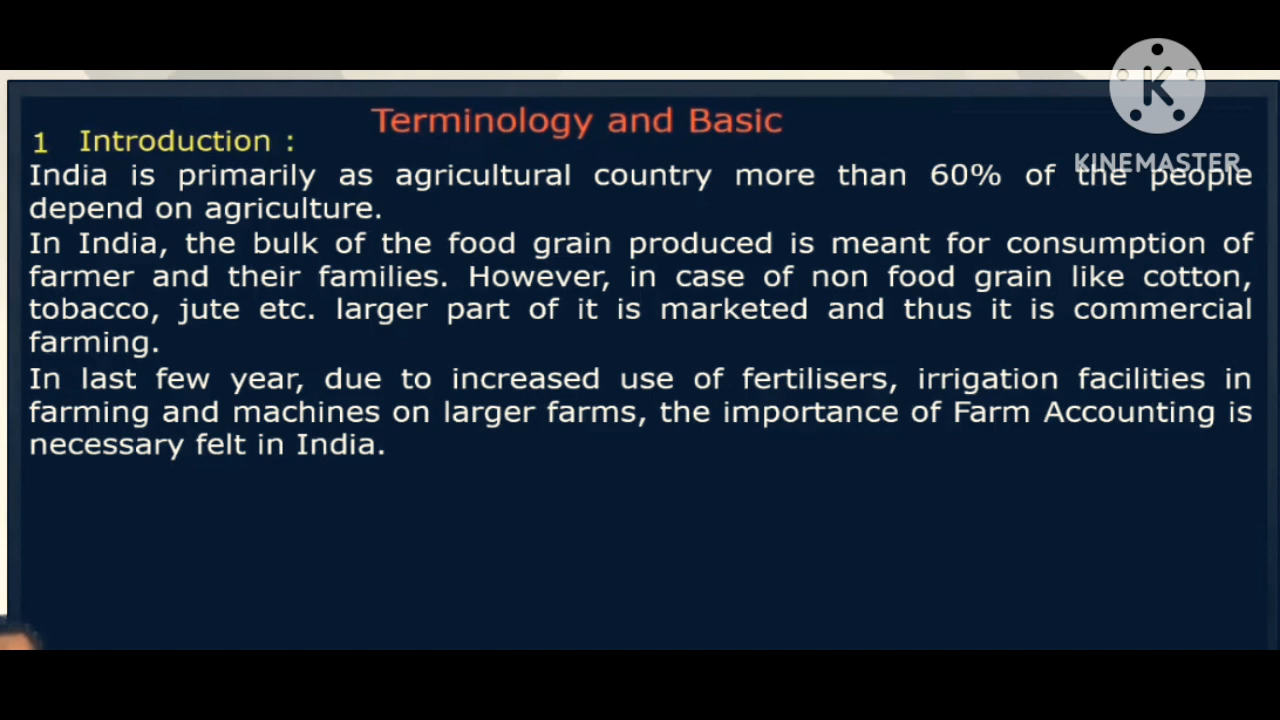 Terminology and Basic
1 Introduction :
India is primarily as agricultural country more than 60% of the people
depend on agriculture.
In India, the bulk of the food grain produced is meant for consumption of
farmer and their families. However, in case of non food grain like cotton,
tobacco, jute etc. larger part of it is marketed and thus it is commercial
farming.
In last few year, due to increased use of fertilisers, irrigation facilities in
farming and machines on larger farms, the importance of Farm Accounting is
necessary felt in India.
K
KINEMASTER